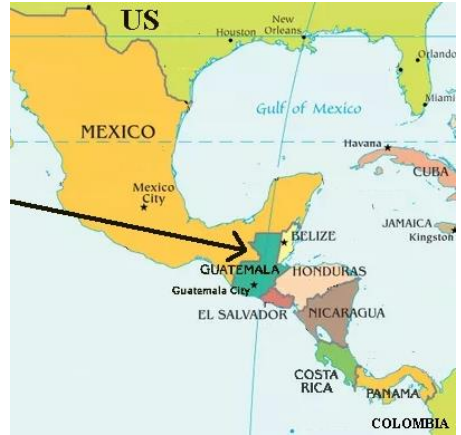 US
New
Orleans
Houston
Orlando
Miami
Gulf of Mexico
MEXICO
Havana
CUBA
Mexico
City
JAMAICA
Kingston
BELIZE
GUATEMALA
HONDURAS
Guatemala City
EL SALVADOR
NICARAGUA
COSTA
RICA
PANAMA
COLOMBIA